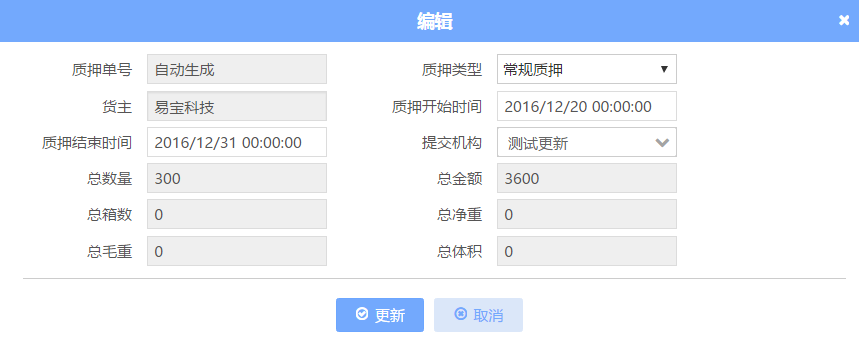 编辑
质押单号 自动生成 质押类型 常规质押
货主 易宝科技 质押开始时间 2016/12/20 00:00:00
质押结束时间 2016/12/31 00:00:00 提交机构 测试更新
总数量 300 总金额 3600
总箱数 0 总净重 0
总毛重 0 总体积 0
更新 取消